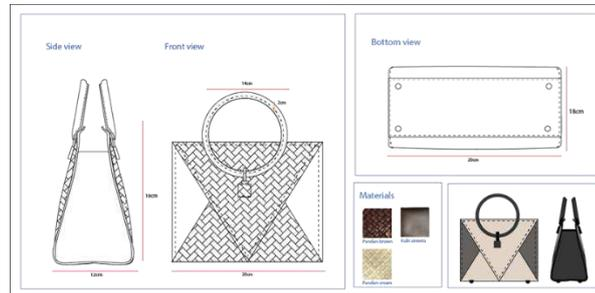 Side view
Front view
14cm
2cm
16cm
12cm
20cm
Bottom view
18cm
20cm
Materials
Pandan brown
Kulit sintetis
Pandan cream